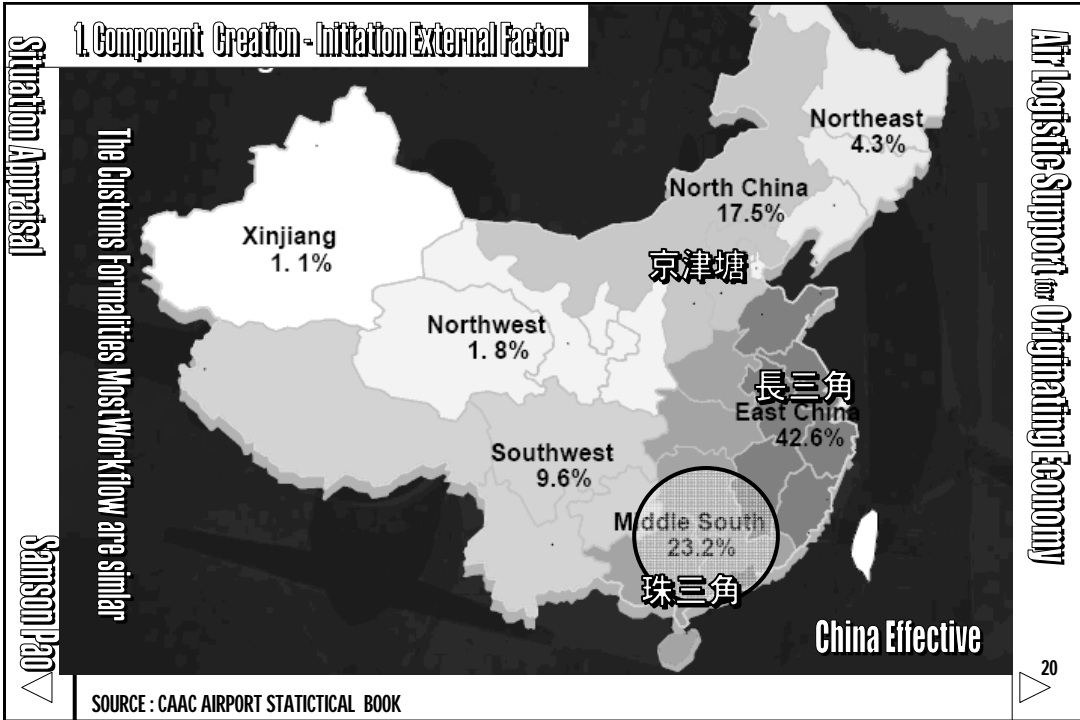 1. Component Creation - Initiation External Factor
Situation Appraisal
Samson Pao
The Customs Formalities Most Workflow are similar
Northeast
4.3%
North China
17.5%
京津塘
Xinjiang
1. 1%
Northwest
1. 8%
長三角
East China
42.6%
Southwest
9.6%
Middle South
23.2%
珠三角
China Effective
Air Logistic Support for Originating Economy
20
SOURCE : CAAC AIRPORT STATICTICAL BOOK